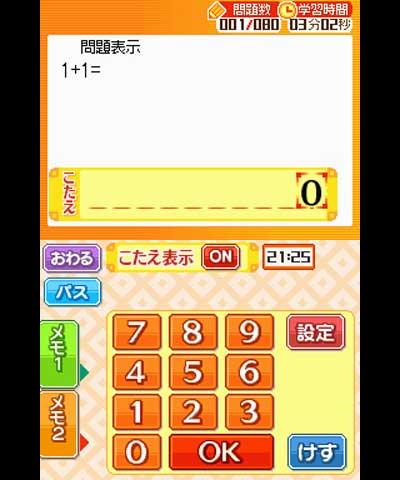 問題数 学習時間
001/080 03分02秒
問題表示
1+1=
こたえ
0
おわる こたえ表示 ON 21:25
パス
メモ1
メモ2
7 8 9 設定
4 5 6
1 2 3
0 OK けす